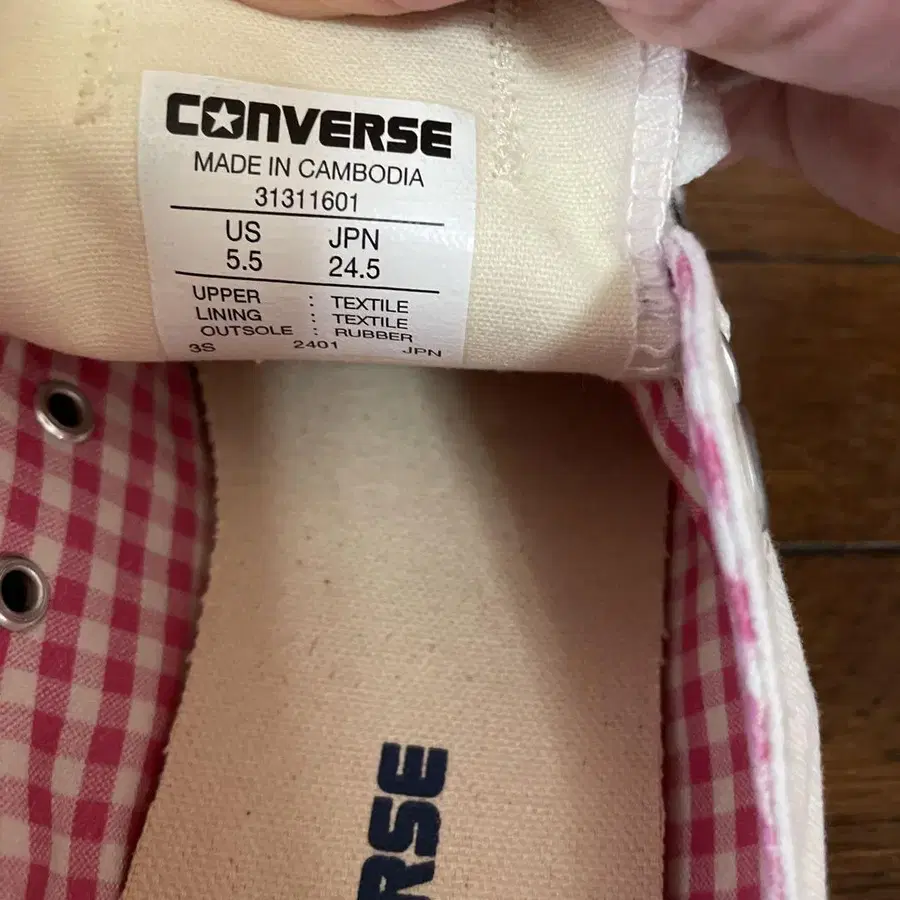 CONVERSE
MADE IN CAMBODIA
31311601
US JPN
5.5 24.5
UPPER : TEXTILE
LINING : TEXTILE
OUTSOLE : RUBBER
3S 2401 JPN
RSE